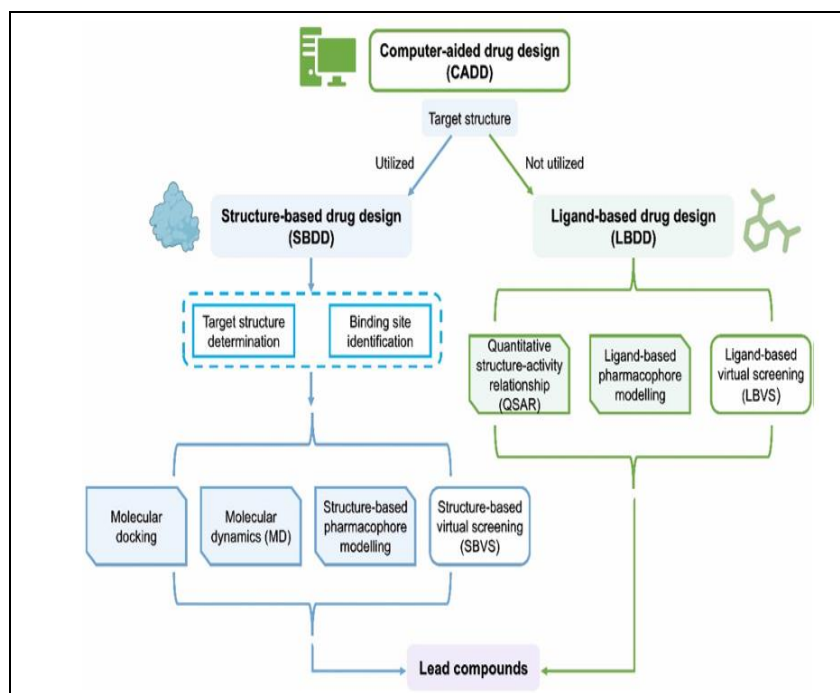 Computer-aided drug design
(CADD)
Target structure
Utilized
Not utilized
Structure-based drug design
(SBDD)
Ligand-based drug design
(LBDD)
Target structure
determination
Binding site
identification
Quantitative
structure-activity
relationship
(QSAR)
Ligand-based
pharmacophore
modelling
Ligand-based
virtual screening
(LBVS)
Molecular
docking
Molecular
dynamics (MD)
Structure-based
pharmacophore
modelling
Structure-based
virtual screening
(SBVS)
Lead compounds